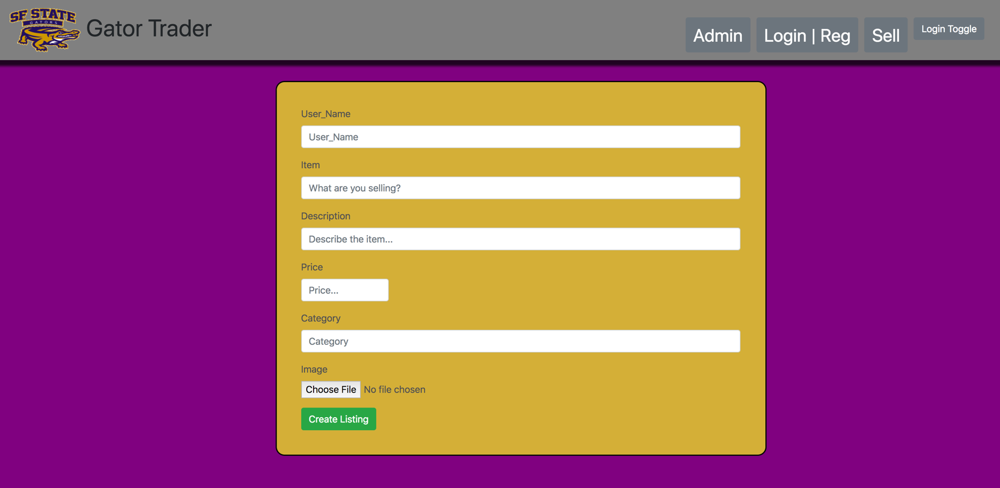 SF STATE
GATORS
Gator Trader
Admin
Login | Reg
Sell
Login Toggle
User_Name
User_Name
Item
What are you selling?
Description
Describe the item...
Price
Price...
Category
Category
Image
Choose File No file chosen
Create Listing